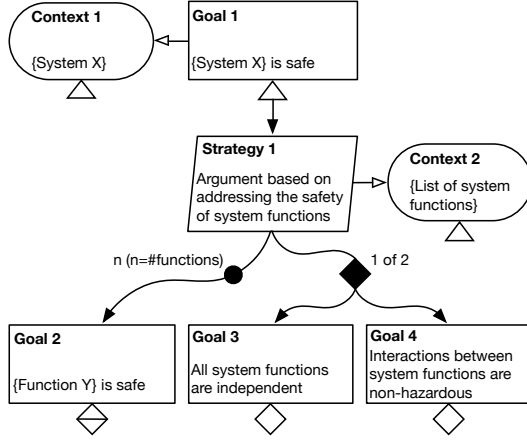 Context 1
{System X}
Goal 1
{System X} is safe
Strategy 1
Argument based on
addressing the safety
of system functions
Context 2
{List of system
functions}
n (n=#functions)
1 of 2
Goal 2
{Function Y} is safe
Goal 3
All system functions
are independent
Goal 4
Interactions between
system functions are
non-hazardous